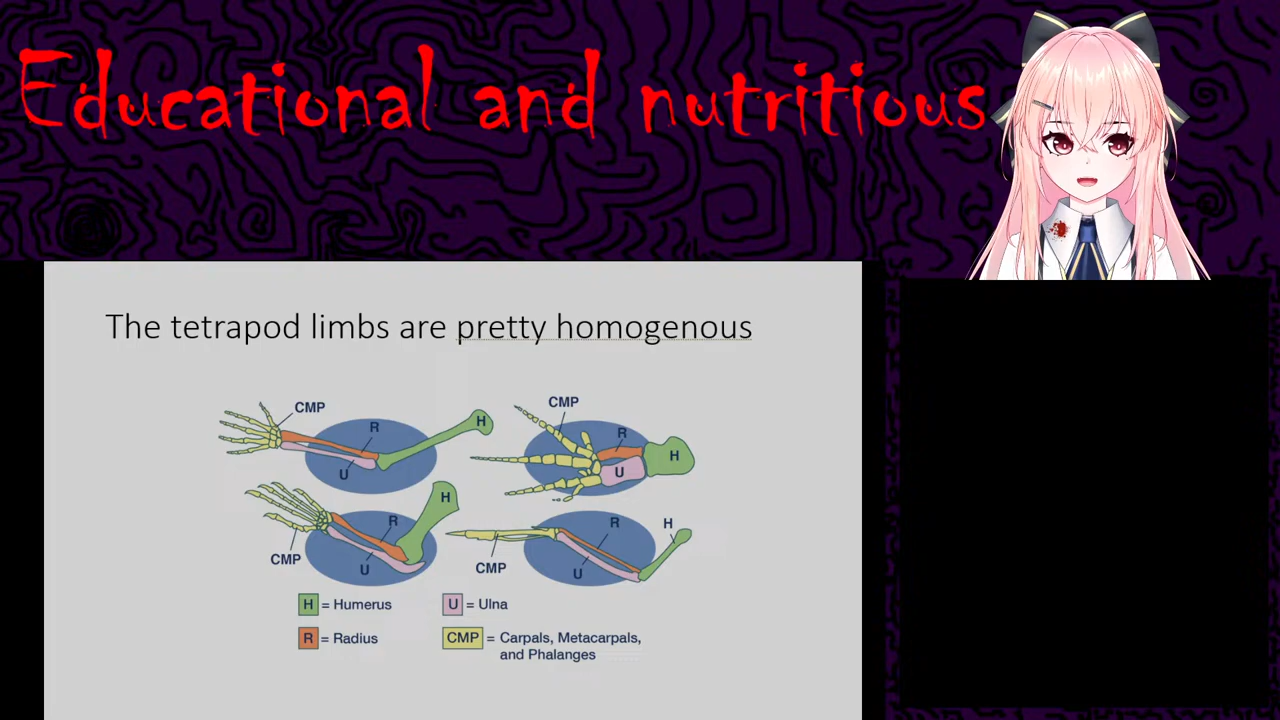 Educational and nutritious
The tetrapod limbs are pretty homogenous
CMP
R
H
U
CMP
R
H
U
H
R
CMP
U
R
H
CMP
U
H = Humerus
U = Ulna
R = Radius
CMP = Carpals, Metacarpals,
and Phalanges